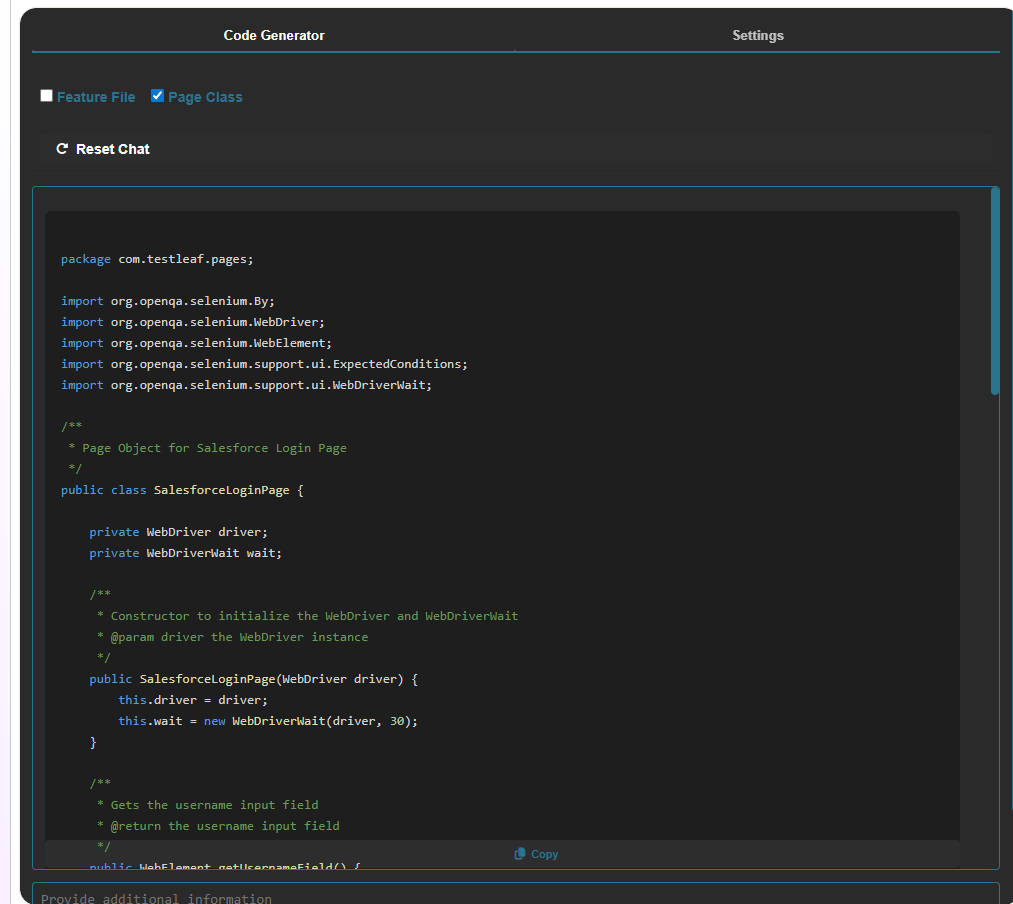 Code Generator
Settings
Feature File
Page Class
Reset Chat
package com.testleaf.pages;
import org.openqa.selenium.By;
import org.openqa.selenium.WebDriver;
import org.openqa.selenium.WebElement;
import org.openqa.selenium.support.ui.ExpectedConditions;
import org.openqa.selenium.support.ui.WebDriverWait;
/**
 * Page Object for Salesforce Login Page
 */
public class SalesforceLoginPage {
    private WebDriver driver;
    private WebDriverWait wait;
    /**
     * Constructor to initialize the WebDriver and WebDriverWait
     * @param driver the WebDriver instance
     */
    public SalesforceLoginPage(WebDriver driver) {
        this.driver = driver;
        this.wait = new WebDriverWait(driver, 30);
    }
    /**
     * Gets the username input field
     * @return the username input field
     */
    public WebElement getUsernameField() {
Copy
Provide additional information